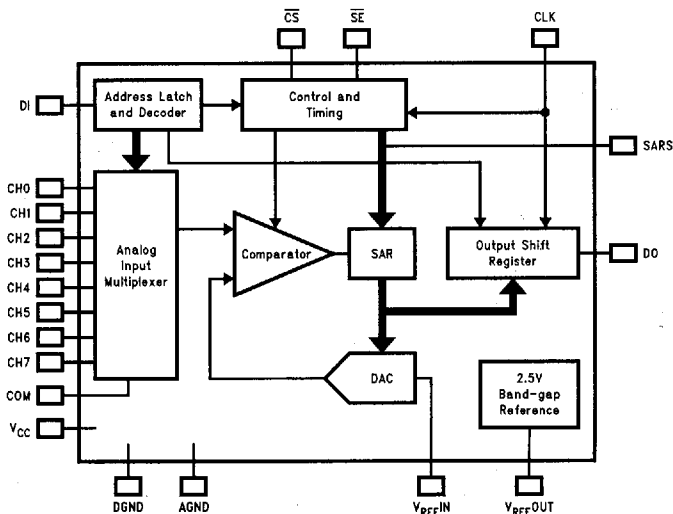 C̅S̅
S̅E̅
CLK
DI
Address Latch
and Decoder
Control and
Timing
SARS
CH0
CH1
CH2
CH3
CH4
CH5
CH6
CH7
COM
VCC
Analog
Input
Multiplexer
Comparator
SAR
Output Shift
Register
DO
DAC
2.5V
Band-gap
Reference
DGND
AGND
VREFIN
VREFOUT